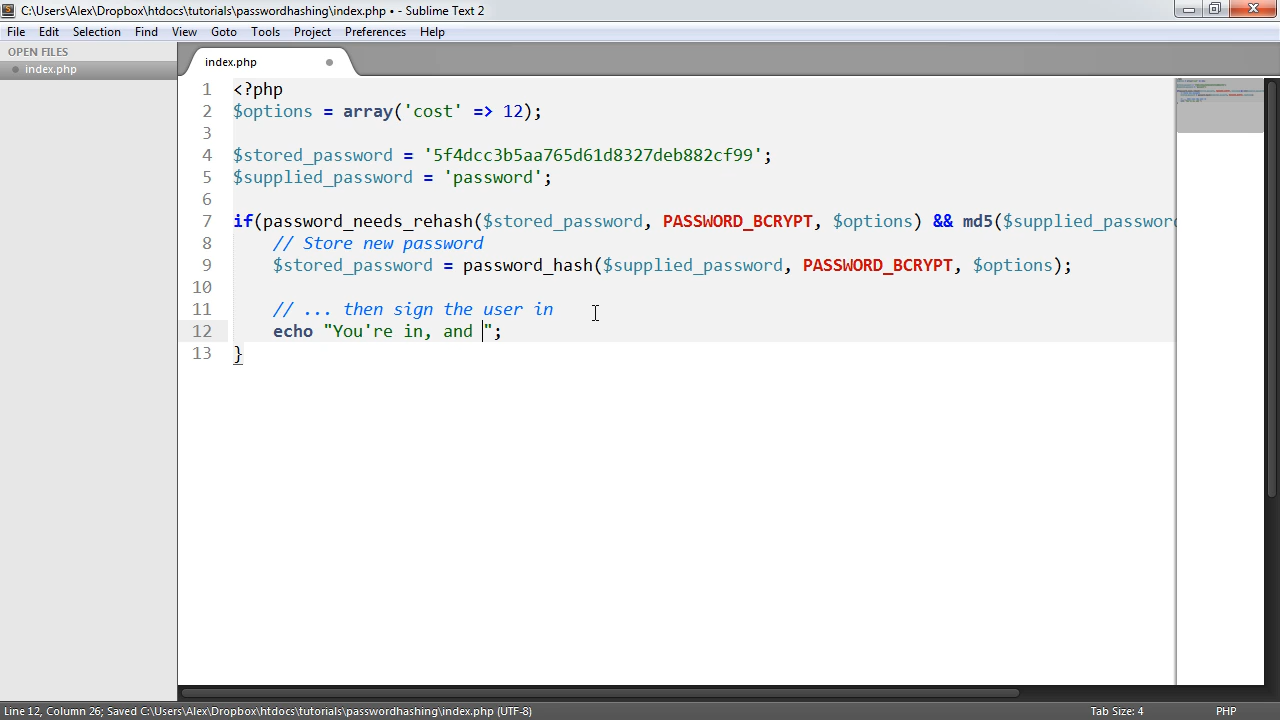 C:\Users\Alex\Dropbox\htdocs\tutorials\passwordhashing\index.php • - Sublime Text 2
File Edit Selection Find View Goto Tools Project Preferences Help
OPEN FILES
index.php
index.php
1 <?php
2 $options = array('cost' => 12);
3
4 $stored_password = '5f4dcc3b5aa765d61d8327deb882cf99';
5 $supplied_password = 'password';
6
7 if(password_needs_rehash($stored_password, PASSWORD_BCRYPT, $options) && md5($supplied_password
8 // Store new password
9 $stored_password = password_hash($supplied_password, PASSWORD_BCRYPT, $options);
10
11 // ... then sign the user in
12 echo "You're in, and ";
13 }
Line 12, Column 26; Saved C:\Users\Alex\Dropbox\htdocs\tutorials\passwordhashing\index.php (UTF-8) Tab Size: 4 PHP